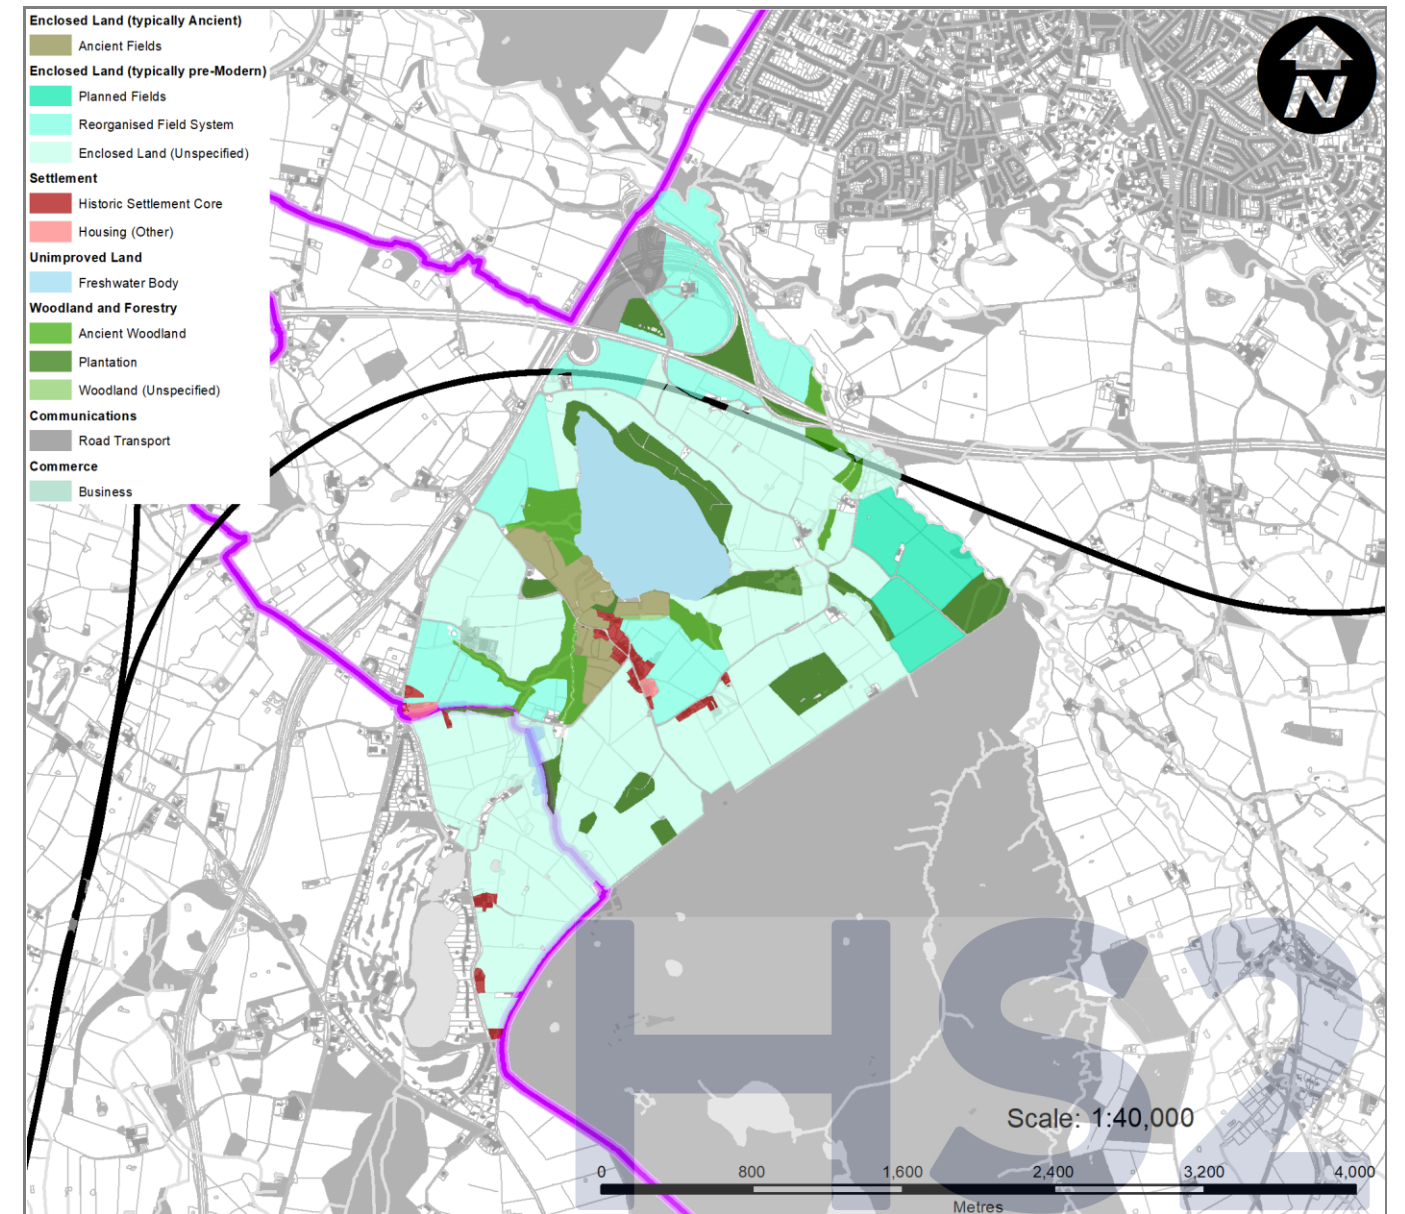 Enclosed Land (typically Ancient)
Ancient Fields
Enclosed Land (typically pre-Modern)
Planned Fields
Reorganised Field System
Enclosed Land (Unspecified)
Settlement
Historic Settlement Core
Housing (Other)
Unimproved Land
Freshwater Body
Woodland and Forestry
Ancient Woodland
Plantation
Woodland (Unspecified)
Communications
Road Transport
Commerce
Business
N
HS2
Scale: 1:40,000
0 800 1,600 2,400 3,200 4,000
Metres